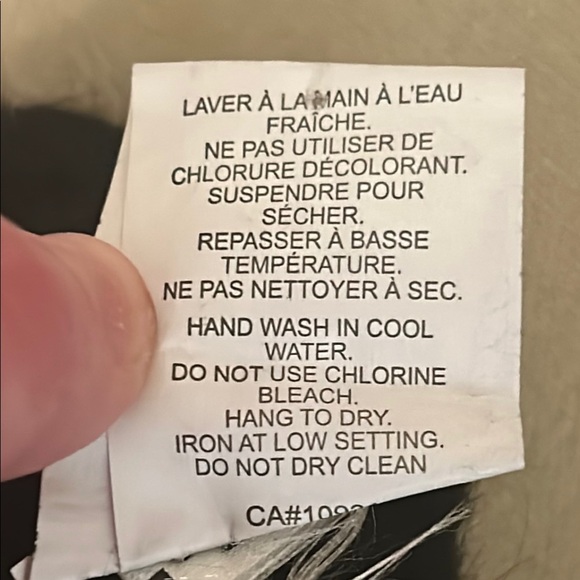 LAVER À LA MAIN À L'EAU
FRAÎCHE.
NE PAS UTILISER DE
CHLORURE DÉCOLORANT.
SUSPENDRE POUR
SÉCHER.
REPASSER À BASSE
TEMPÉRATURE.
NE PAS NETTOYER À SEC.
HAND WASH IN COOL
WATER.
DO NOT USE CHLORINE
BLEACH.
HANG TO DRY.
IRON AT LOW SETTING.
DO NOT DRY CLEAN